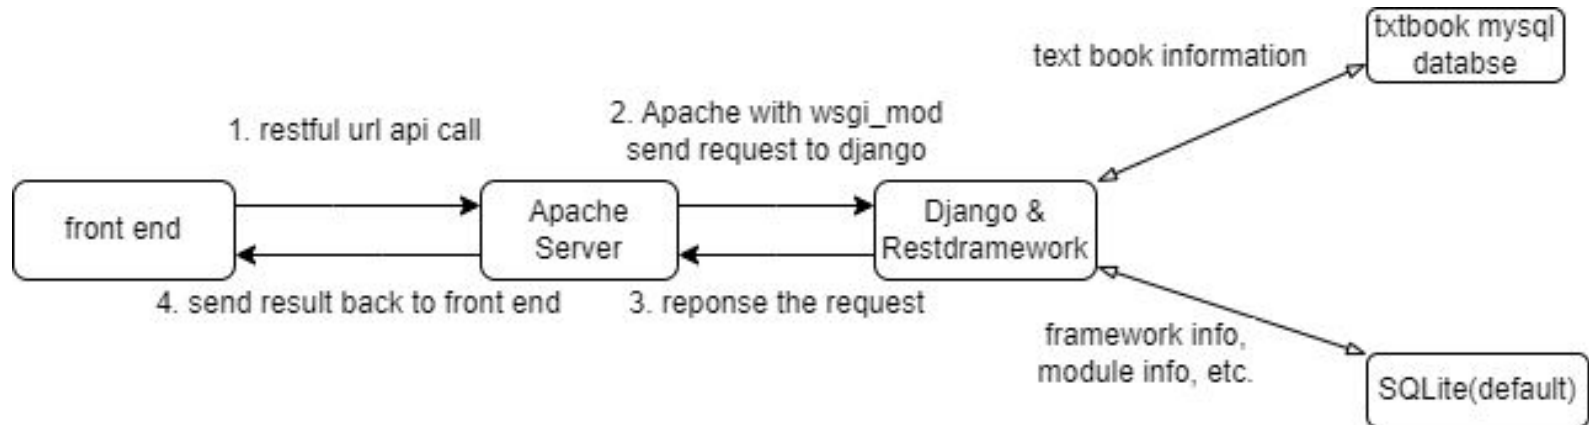 txtbook mysql
databse
text book information
1. restful url api call
2. Apache with wsgi_mod
send request to django
front end
Apache
Server
Django &
Restdramework
4. send result back to front end
3. reponse the request
framework info,
module info, etc.
SQLite(default)